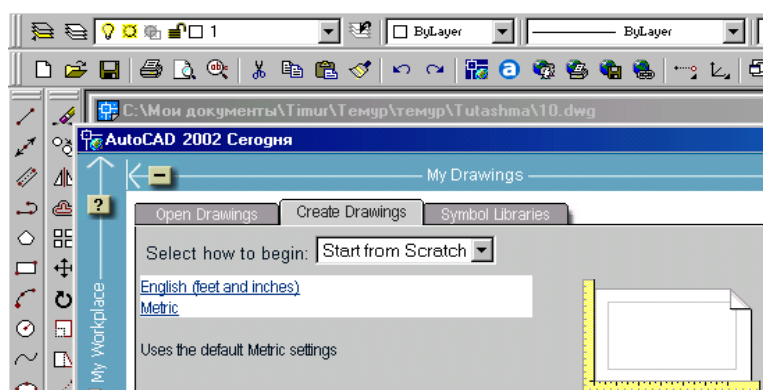 1 ByLayer ByLayer
C:\Мои документы\Timur\Темур\темур\Tutashma\10.dwg
AutoCAD 2002 Сегодня
My Drawings
?
Open Drawings Create Drawings Symbol Libraries
Select how to begin: Start from Scratch
English (feet and inches)
Metric
Uses the default Metric settings
My Workplace